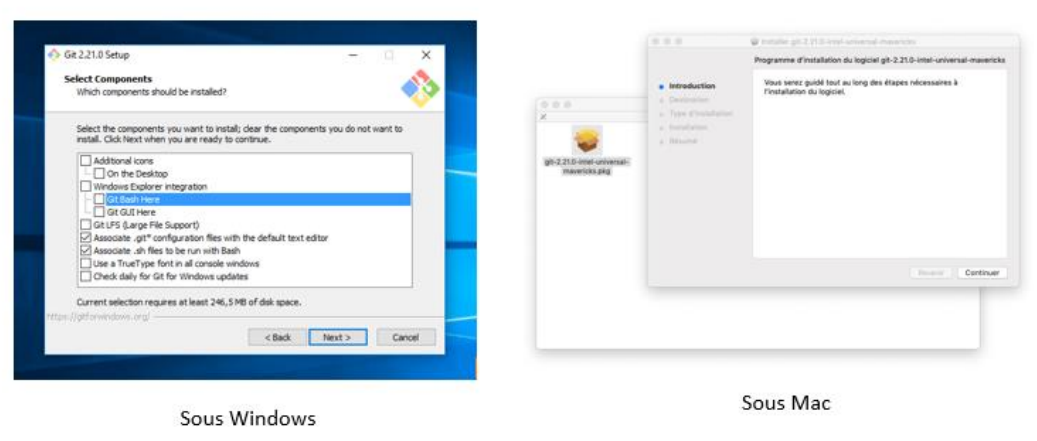 Git 2.21.0 Setup
Select Components
Which components should be installed?
Select the components you want to install; clear the components you do not want to
install. Click Next when you are ready to continue.
Additional icons
On the Desktop
Windows Explorer integration
Git Bash Here
Git GUI Here
Git LFS (Large File Support)
Associate .git* configuration files with the default text editor
Associate .sh files to be run with Bash
Use a TrueType font in all console windows
Check daily for Git for Windows updates
Current selection requires at least 246,5 MB of disk space.
https://gitforwindows.org/
< Back Next > Cancel
Sous Windows
git-2.21.0-intel-universal-
mavericks.pkg
Installer git-2.21.0-intel-universal-mavericks
Programme d'installation du logiciel git-2.21.0-intel-universal-mavericks
Introduction
Destination
Type d'installation
Installation
Résumé
Vous serez guidé tout au long des étapes nécessaires à
l'installation du logiciel.
Revenir Continuer
Sous Mac